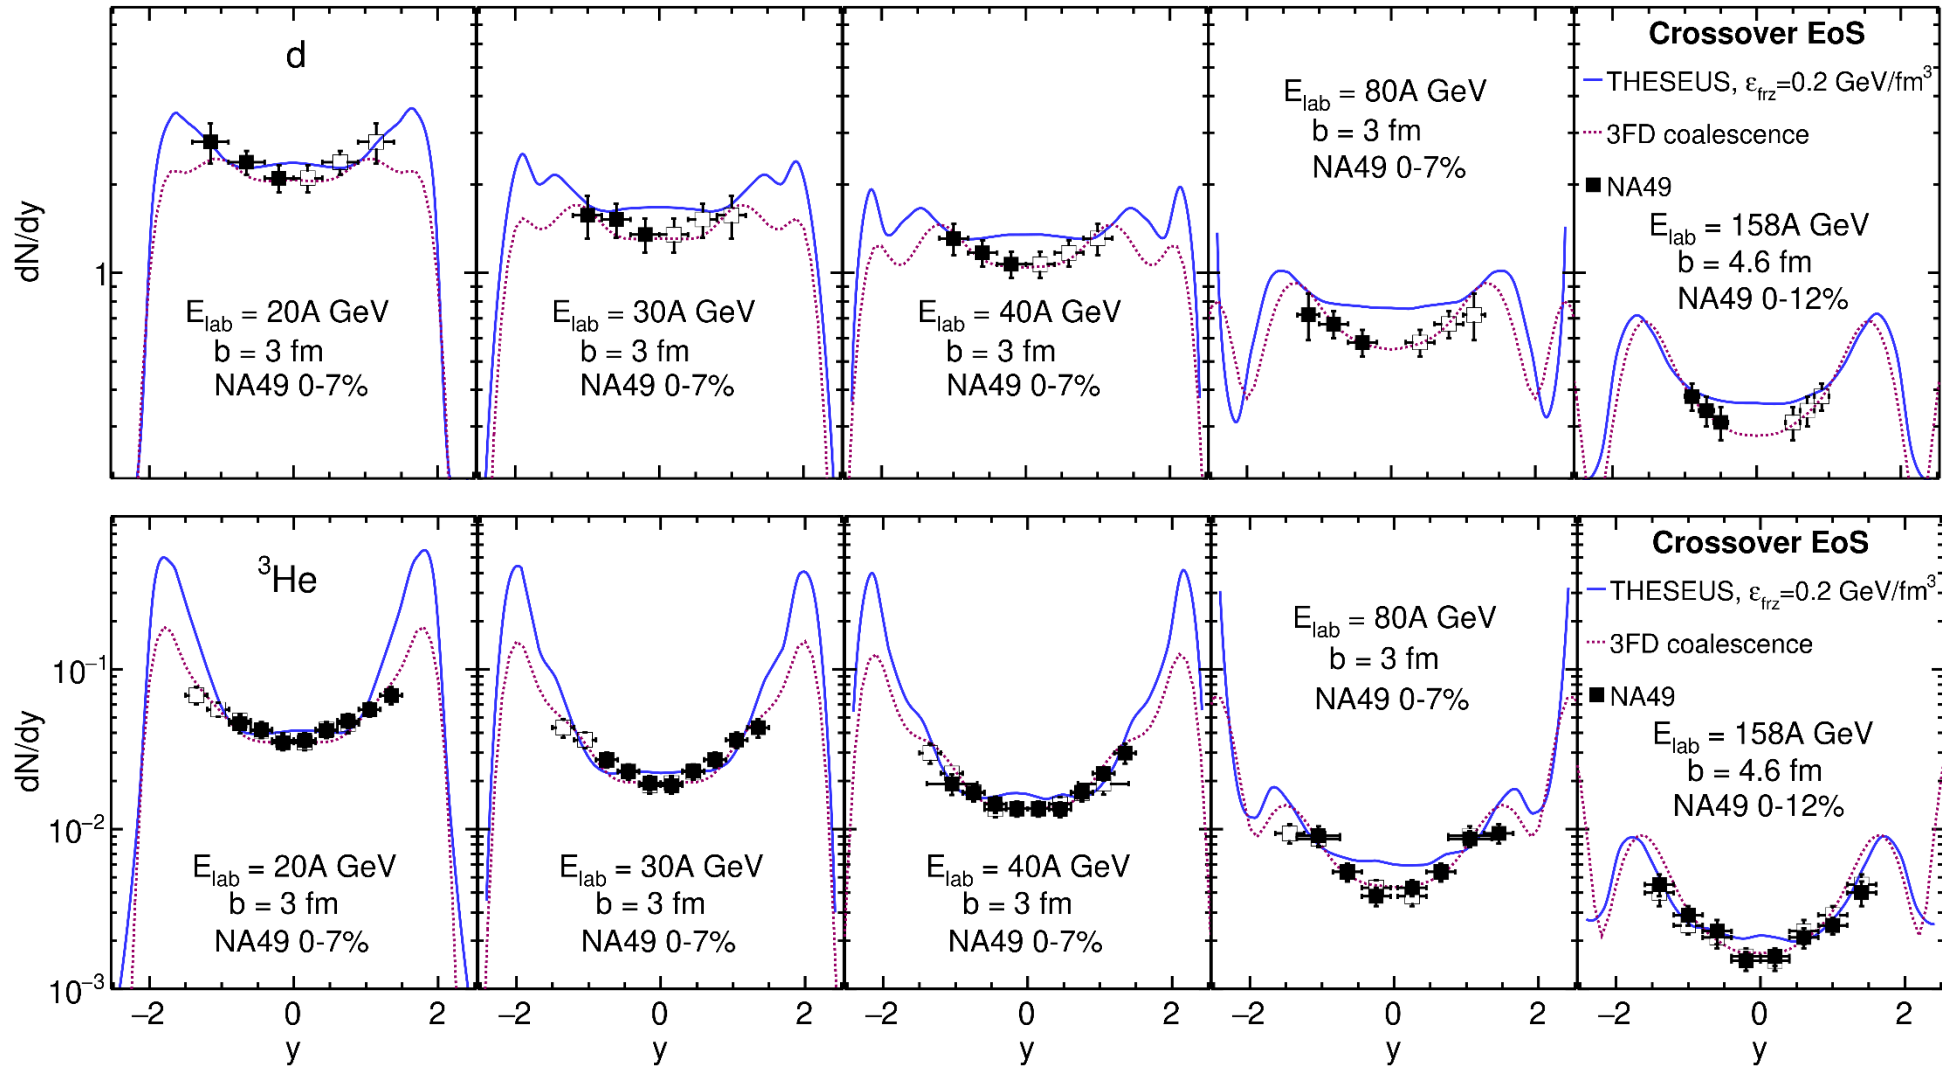 d
dN/dy
1
E_lab = 20A GeV
b = 3 fm
NA49 0-7%
E_lab = 30A GeV
b = 3 fm
NA49 0-7%
E_lab = 40A GeV
b = 3 fm
NA49 0-7%
E_lab = 80A GeV
b = 3 fm
NA49 0-7%
Crossover EoS
THESEUS, ε_frz=0.2 GeV/fm³
3FD coalescence
NA49
E_lab = 158A GeV
b = 4.6 fm
NA49 0-12%
³He
dN/dy
10⁻¹
10⁻²
10⁻³
E_lab = 20A GeV
b = 3 fm
NA49 0-7%
E_lab = 30A GeV
b = 3 fm
NA49 0-7%
E_lab = 40A GeV
b = 3 fm
NA49 0-7%
E_lab = 80A GeV
b = 3 fm
NA49 0-7%
Crossover EoS
THESEUS, ε_frz=0.2 GeV/fm³
3FD coalescence
NA49
E_lab = 158A GeV
b = 4.6 fm
NA49 0-12%
−2 0 2 −2 0 2 −2 0 2 −2 0 2 −2 0 2
y y y y y